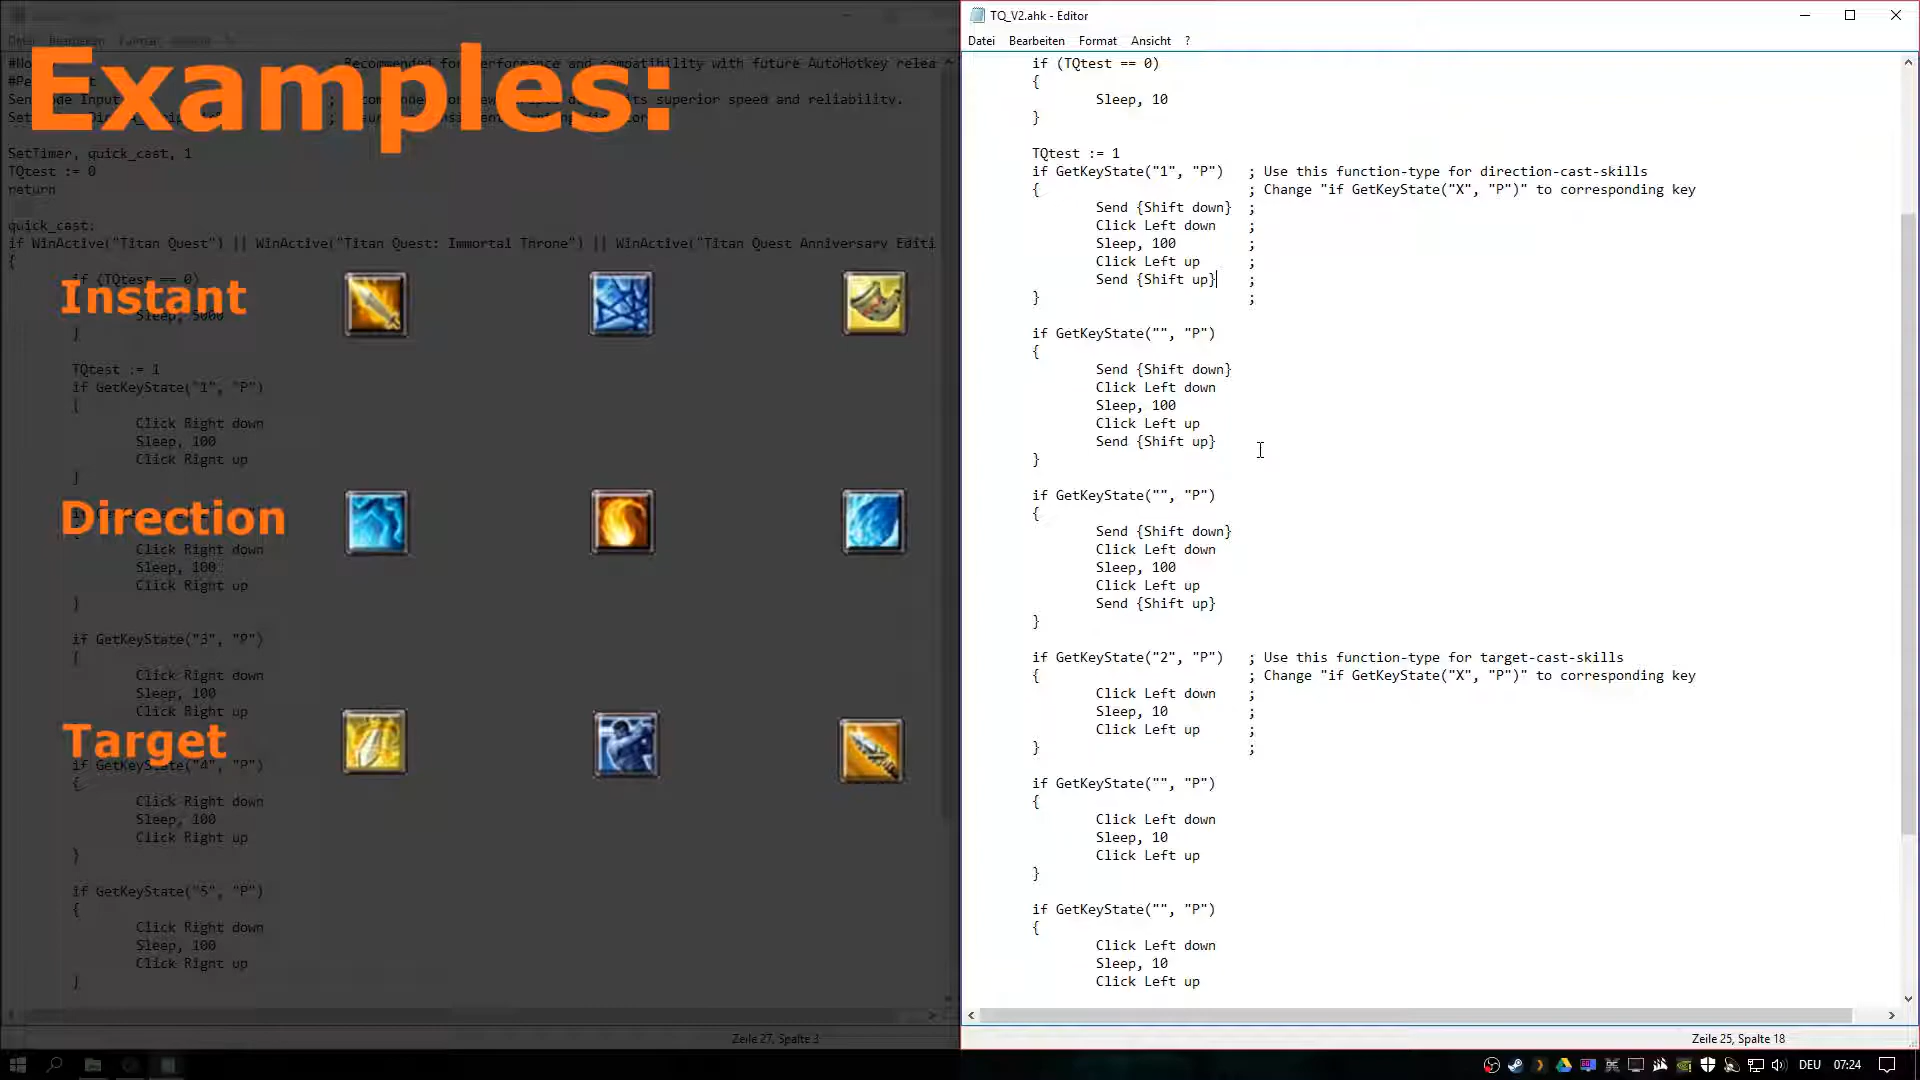 Examples:
Instant
Direction
Target
; Recommended for performance and compatibility with future AutoHotkey relea
SetTimer, quick_cast, 1
TQtest := 0
return
quick_cast:
if WinActive("Titan Quest") || WinActive("Titan Quest: Immortal Throne") || WinActive("Titan Quest Anniversary Editi
{
if (TQtest == 0)
Sleep, 5000
}
TQtest := 1
if GetKeyState("1", "P")
{
Click Right down
Sleep, 100
Click Right up
}
Click Right down
Sleep, 100
Click Right up
}
if GetKeyState("3", "P")
{
Click Right down
Sleep, 100
Click Right up
if GetKeyState("4", "P")
{
Click Right down
Sleep, 100
Click Right up
}
if GetKeyState("5", "P")
{
Click Right down
Sleep, 100
Click Right up
}
Zeile 27, Spalte 3
TQ_V2.ahk - Editor
Datei Bearbeiten Format Ansicht ?
if (TQtest == 0)
{
Sleep, 10
}
TQtest := 1
if GetKeyState("1", "P") ; Use this function-type for direction-cast-skills
{ ; Change "if GetKeyState("X", "P")" to corresponding key
Send {Shift down} ;
Click Left down ;
Sleep, 100 ;
Click Left up ;
Send {Shift up} ;
} ;
if GetKeyState("", "P")
{
Send {Shift down}
Click Left down
Sleep, 100
Click Left up
Send {Shift up}
}
if GetKeyState("", "P")
{
Send {Shift down}
Click Left down
Sleep, 100
Click Left up
Send {Shift up}
}
if GetKeyState("2", "P") ; Use this function-type for target-cast-skills
{ ; Change "if GetKeyState("X", "P")" to corresponding key
Click Left down ;
Sleep, 10 ;
Click Left up ;
} ;
if GetKeyState("", "P")
{
Click Left down
Sleep, 10
Click Left up
}
if GetKeyState("", "P")
{
Click Left down
Sleep, 10
Click Left up
Zeile 25, Spalte 18
DEU 07:24